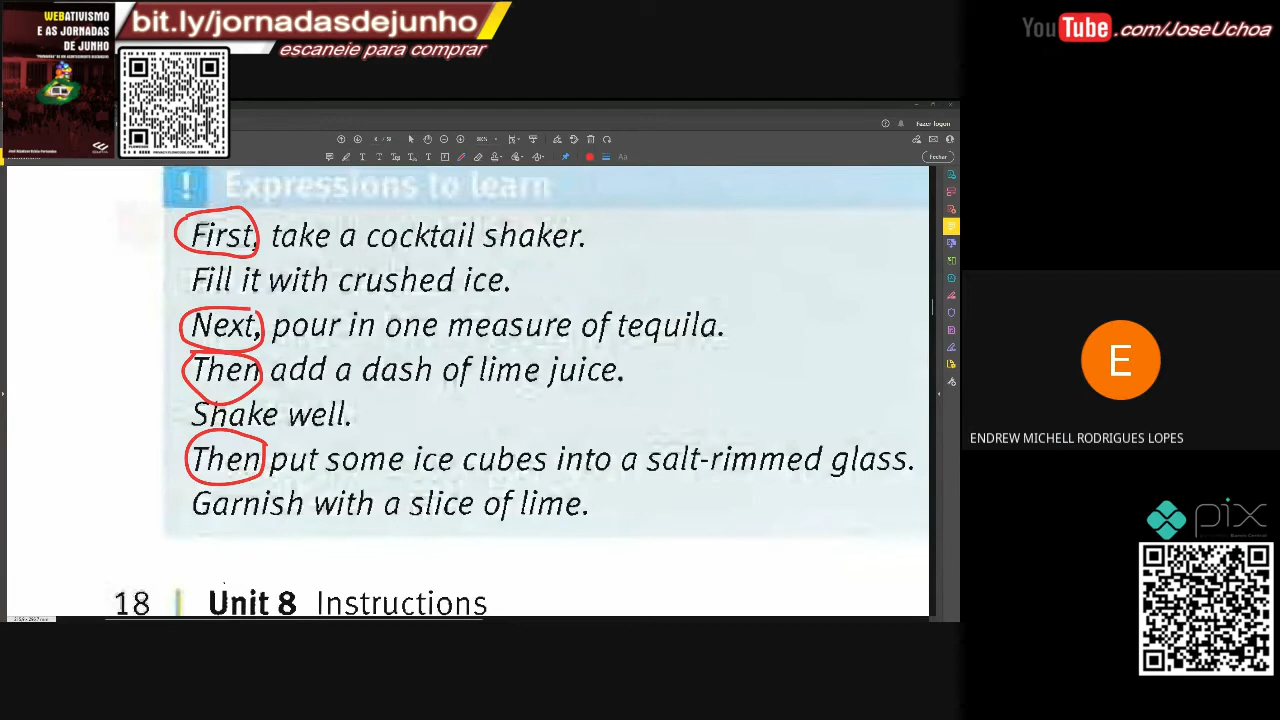 WEBATIVISMO
E AS JORNADAS
DE JUNHO
bit.ly/jornadasdejunho
escaneie para comprar
YouTube.com/JoseUchoa
Fazer logon
Fechar
! Expressions to learn
First, take a cocktail shaker.
Fill it with crushed ice.
Next, pour in one measure of tequila.
Then add a dash of lime juice.
Shake well.
Then put some ice cubes into a salt-rimmed glass.
Garnish with a slice of lime.
18 Unit 8 Instructions
E
ENDREW MICHELL RODRIGUES LOPES
pix